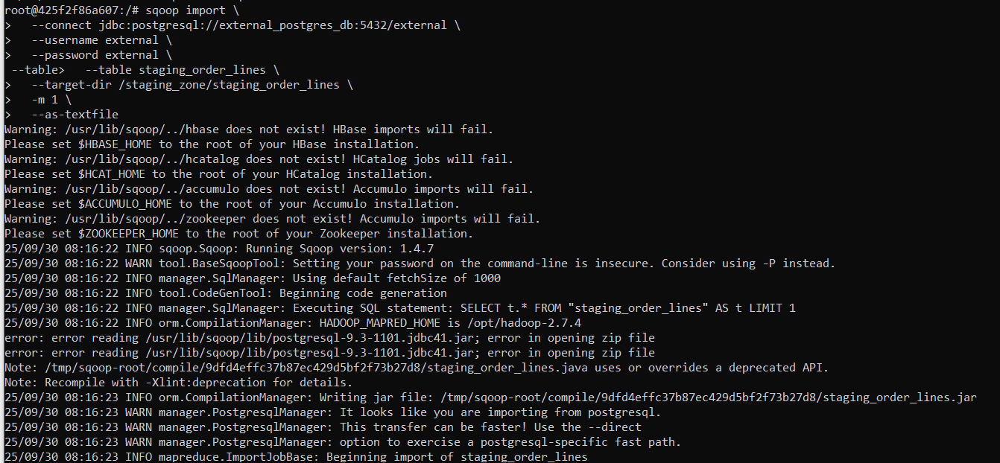 root@425f2f86a607:/# sqoop import \
>   --connect jdbc:postgresql://external_postgres_db:5432/external \
>   --username external \
>   --password external \
 --table>   --table staging_order_lines \
>   --target-dir /staging_zone/staging_order_lines \
>   -m 1 \
>   --as-textfile
Warning: /usr/lib/sqoop/../hbase does not exist! HBase imports will fail.
Please set $HBASE_HOME to the root of your HBase installation.
Warning: /usr/lib/sqoop/../hcatalog does not exist! HCatalog jobs will fail.
Please set $HCAT_HOME to the root of your HCatalog installation.
Warning: /usr/lib/sqoop/../accumulo does not exist! Accumulo imports will fail.
Please set $ACCUMULO_HOME to the root of your Accumulo installation.
Warning: /usr/lib/sqoop/../zookeeper does not exist! Accumulo imports will fail.
Please set $ZOOKEEPER_HOME to the root of your Zookeeper installation.
25/09/30 08:16:22 INFO sqoop.Sqoop: Running Sqoop version: 1.4.7
25/09/30 08:16:22 WARN tool.BaseSqoopTool: Setting your password on the command-line is insecure. Consider using -P instead.
25/09/30 08:16:22 INFO manager.SqlManager: Using default fetchSize of 1000
25/09/30 08:16:22 INFO tool.CodeGenTool: Beginning code generation
25/09/30 08:16:22 INFO manager.SqlManager: Executing SQL statement: SELECT t.* FROM "staging_order_lines" AS t LIMIT 1
25/09/30 08:16:22 INFO orm.CompilationManager: HADOOP_MAPRED_HOME is /opt/hadoop-2.7.4
error: error reading /usr/lib/sqoop/lib/postgresql-9.3-1101.jdbc41.jar; error in opening zip file
error: error reading /usr/lib/sqoop/lib/postgresql-9.3-1101.jdbc41.jar; error in opening zip file
Note: /tmp/sqoop-root/compile/9dfd4effc37b87ec429d5bf2f73b27d8/staging_order_lines.java uses or overrides a deprecated API.
Note: Recompile with -Xlint:deprecation for details.
25/09/30 08:16:23 INFO orm.CompilationManager: Writing jar file: /tmp/sqoop-root/compile/9dfd4effc37b87ec429d5bf2f73b27d8/staging_order_lines.jar
25/09/30 08:16:23 WARN manager.PostgresqlManager: It looks like you are importing from postgresql.
25/09/30 08:16:23 WARN manager.PostgresqlManager: This transfer can be faster! Use the --direct
25/09/30 08:16:23 WARN manager.PostgresqlManager: option to exercise a postgresql-specific fast path.
25/09/30 08:16:23 INFO mapreduce.ImportJobBase: Beginning import of staging_order_lines